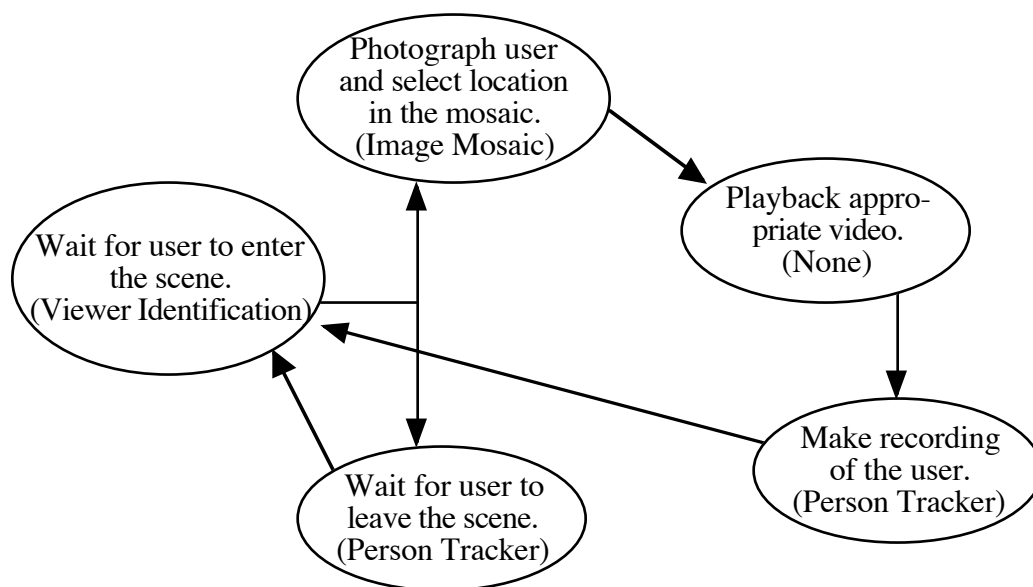 Photograph user
and select location
in the mosaic.
(Image Mosaic)
Playback appro-
priate video.
(None)
Wait for user to enter
the scene.
(Viewer Identification)
Make recording
of the user.
(Person Tracker)
Wait for user to
leave the scene.
(Person Tracker)